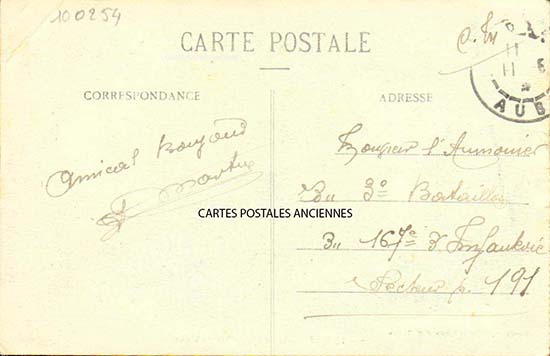 100254
CARTE POSTALE
CORRESPONDANCE
ADRESSE
AUB
Amical Bonjour
Monsieur l'Aumonier
Du 3e Bataillon
CARTES POSTALES ANCIENNES
Du 167e d'Infanterie
Secteur p. 191